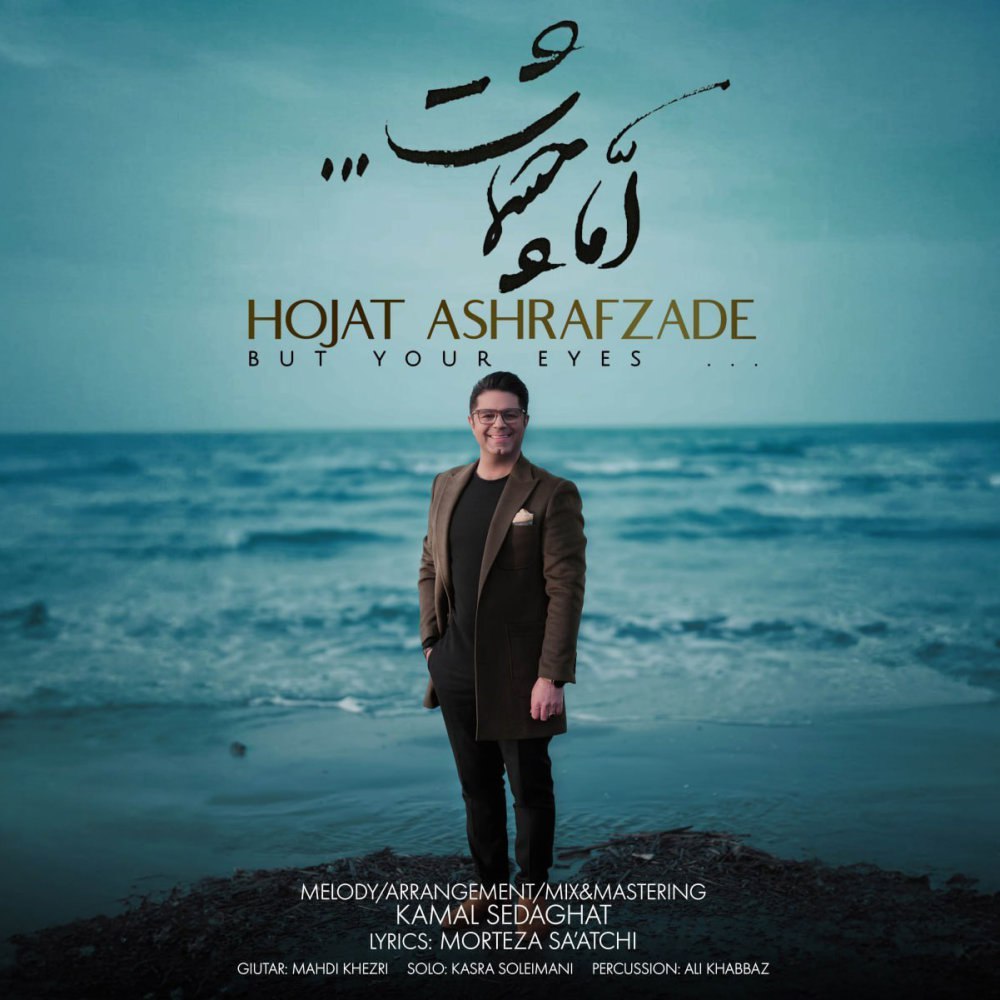 اما چشمات...
HOJAT ASHRAFZADE
BUT YOUR EYES ...
MELODY/ARRANGEMENT/MIX&MASTERING
KAMAL SEDAGHAT
LYRICS: MORTEZA SA'ATCHI
GIUTAR: MAHDI KHEZRI SOLO: KASRA SOLEIMANI PERCUSSION: ALI KHABBAZ